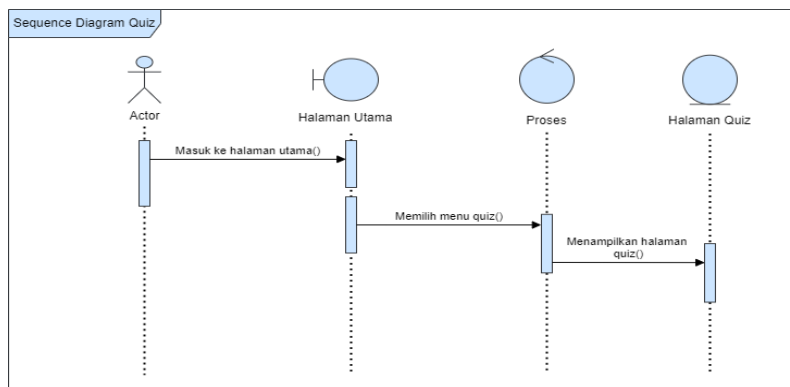 Sequence Diagram Quiz
Actor
Halaman Utama
Proses
Halaman Quiz
Masuk ke halaman utama()
Memilih menu quiz()
Menampilkan halaman
quiz()